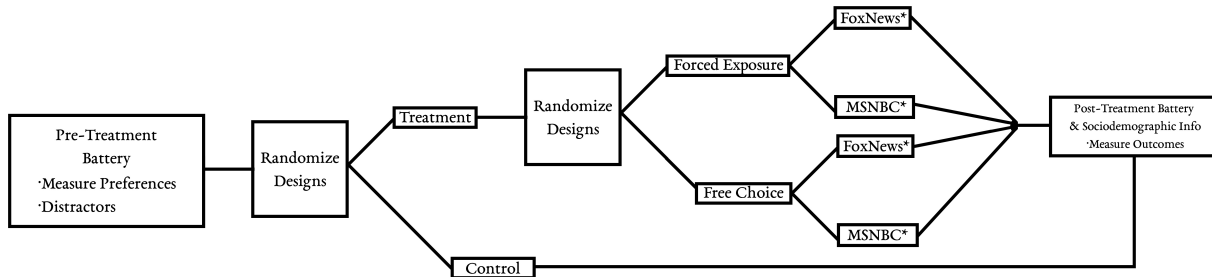 Pre-Treatment
Battery
·Measure Preferences
·Distractors
Randomize
Designs
Treatment
Control
Randomize
Designs
Forced Exposure
Free Choice
FoxNews*
MSNBC*
FoxNews*
MSNBC*
Post-Treatment Battery
& Sociodemographic Info
·Measure Outcomes